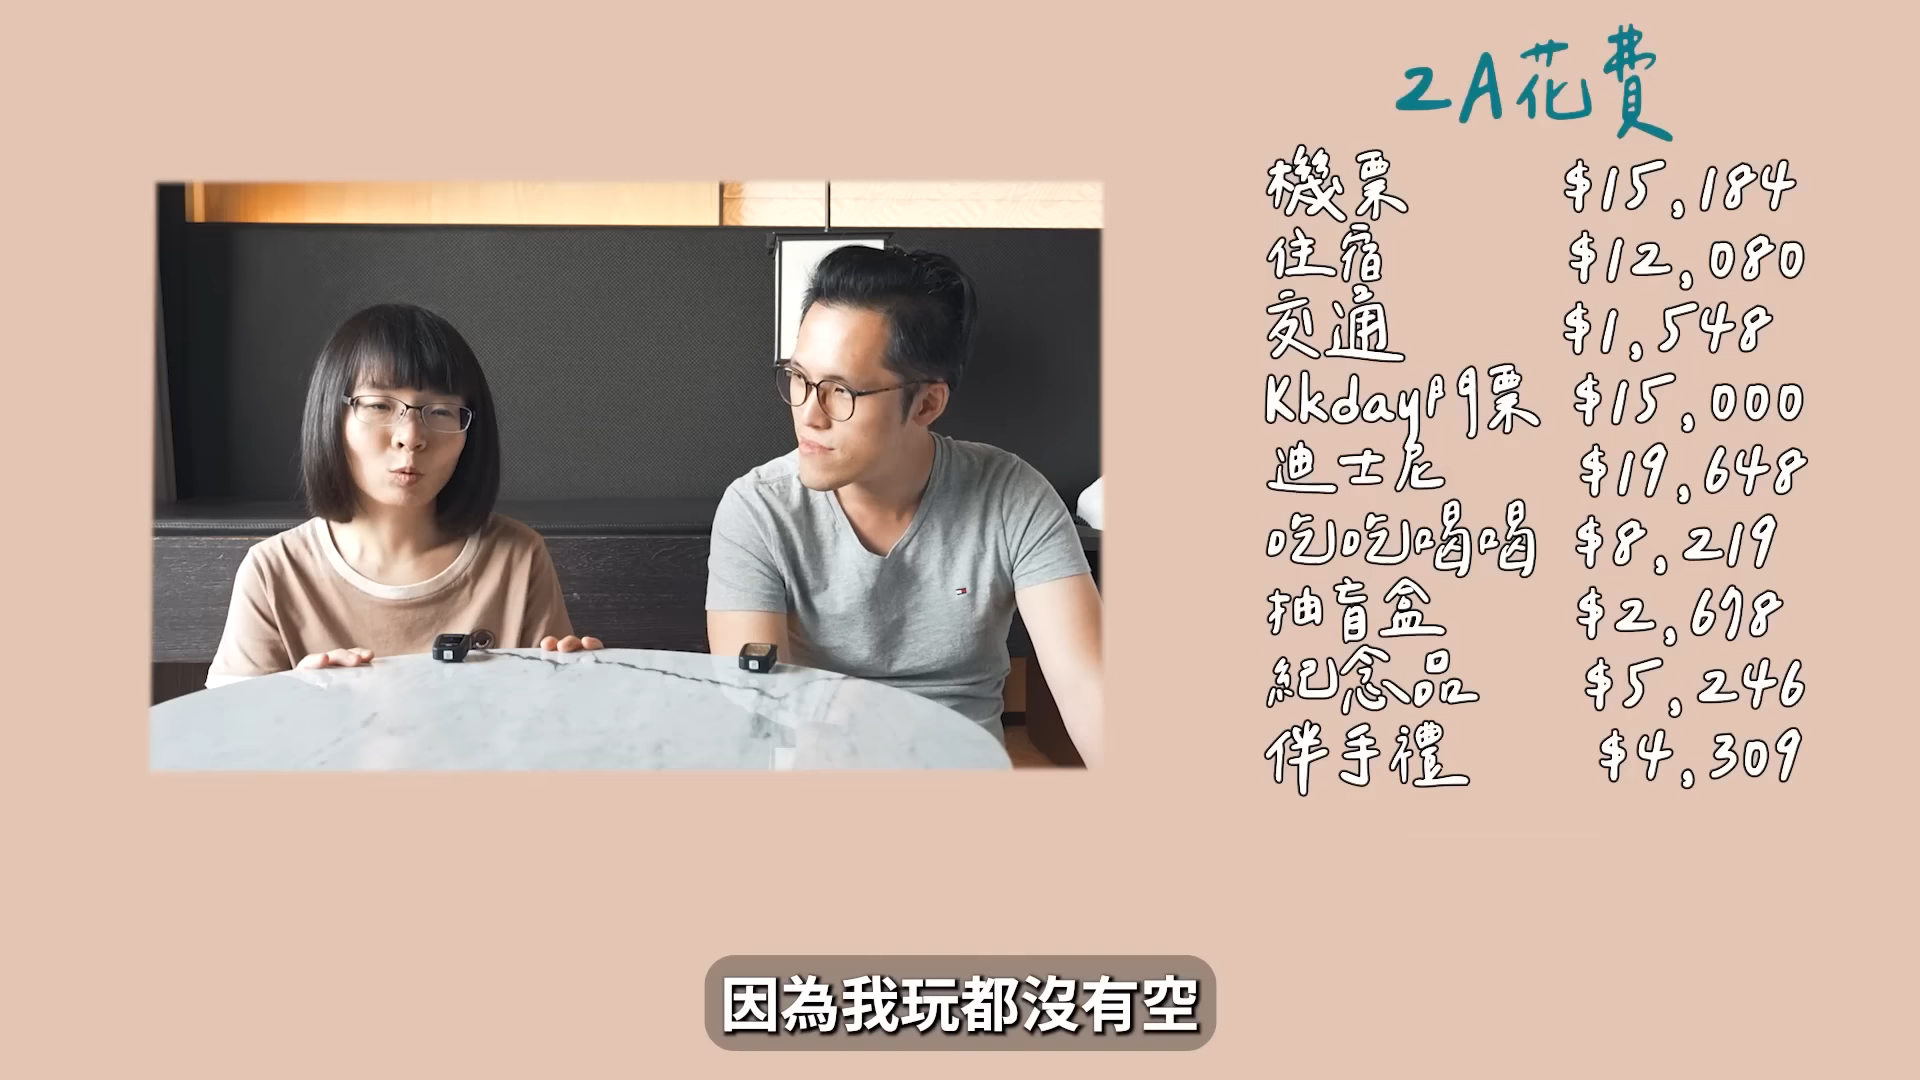 2A花費
機票 $15,184
住宿 $12,080
交通 $1,548
Kkday門票 $15,000
迪士尼 $19,648
吃吃喝喝 $8,219
抽盲盒 $2,698
紀念品 $5,246
伴手禮 $4,309
因為我玩都沒有空